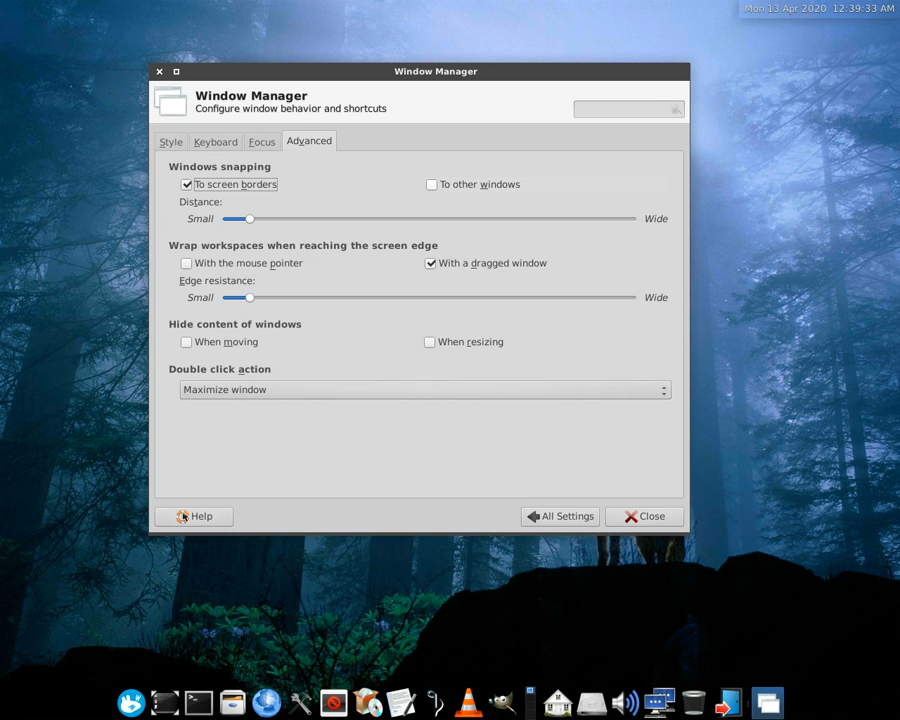 Mon 13 Apr 2020 12:39:33 AM
Window Manager
Window Manager
Configure window behavior and shortcuts
Style Keyboard Focus Advanced
Windows snapping
To screen borders To other windows
Distance:
Small Wide
Wrap workspaces when reaching the screen edge
With the mouse pointer With a dragged window
Edge resistance:
Small Wide
Hide content of windows
When moving When resizing
Double click action
Maximize window
Help All Settings Close